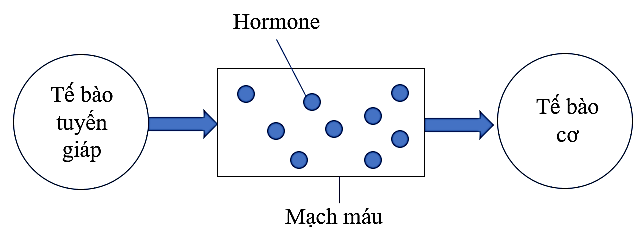 Hormone
Tế bào
tuyến
giáp
Tế bào
cơ
Mạch máu